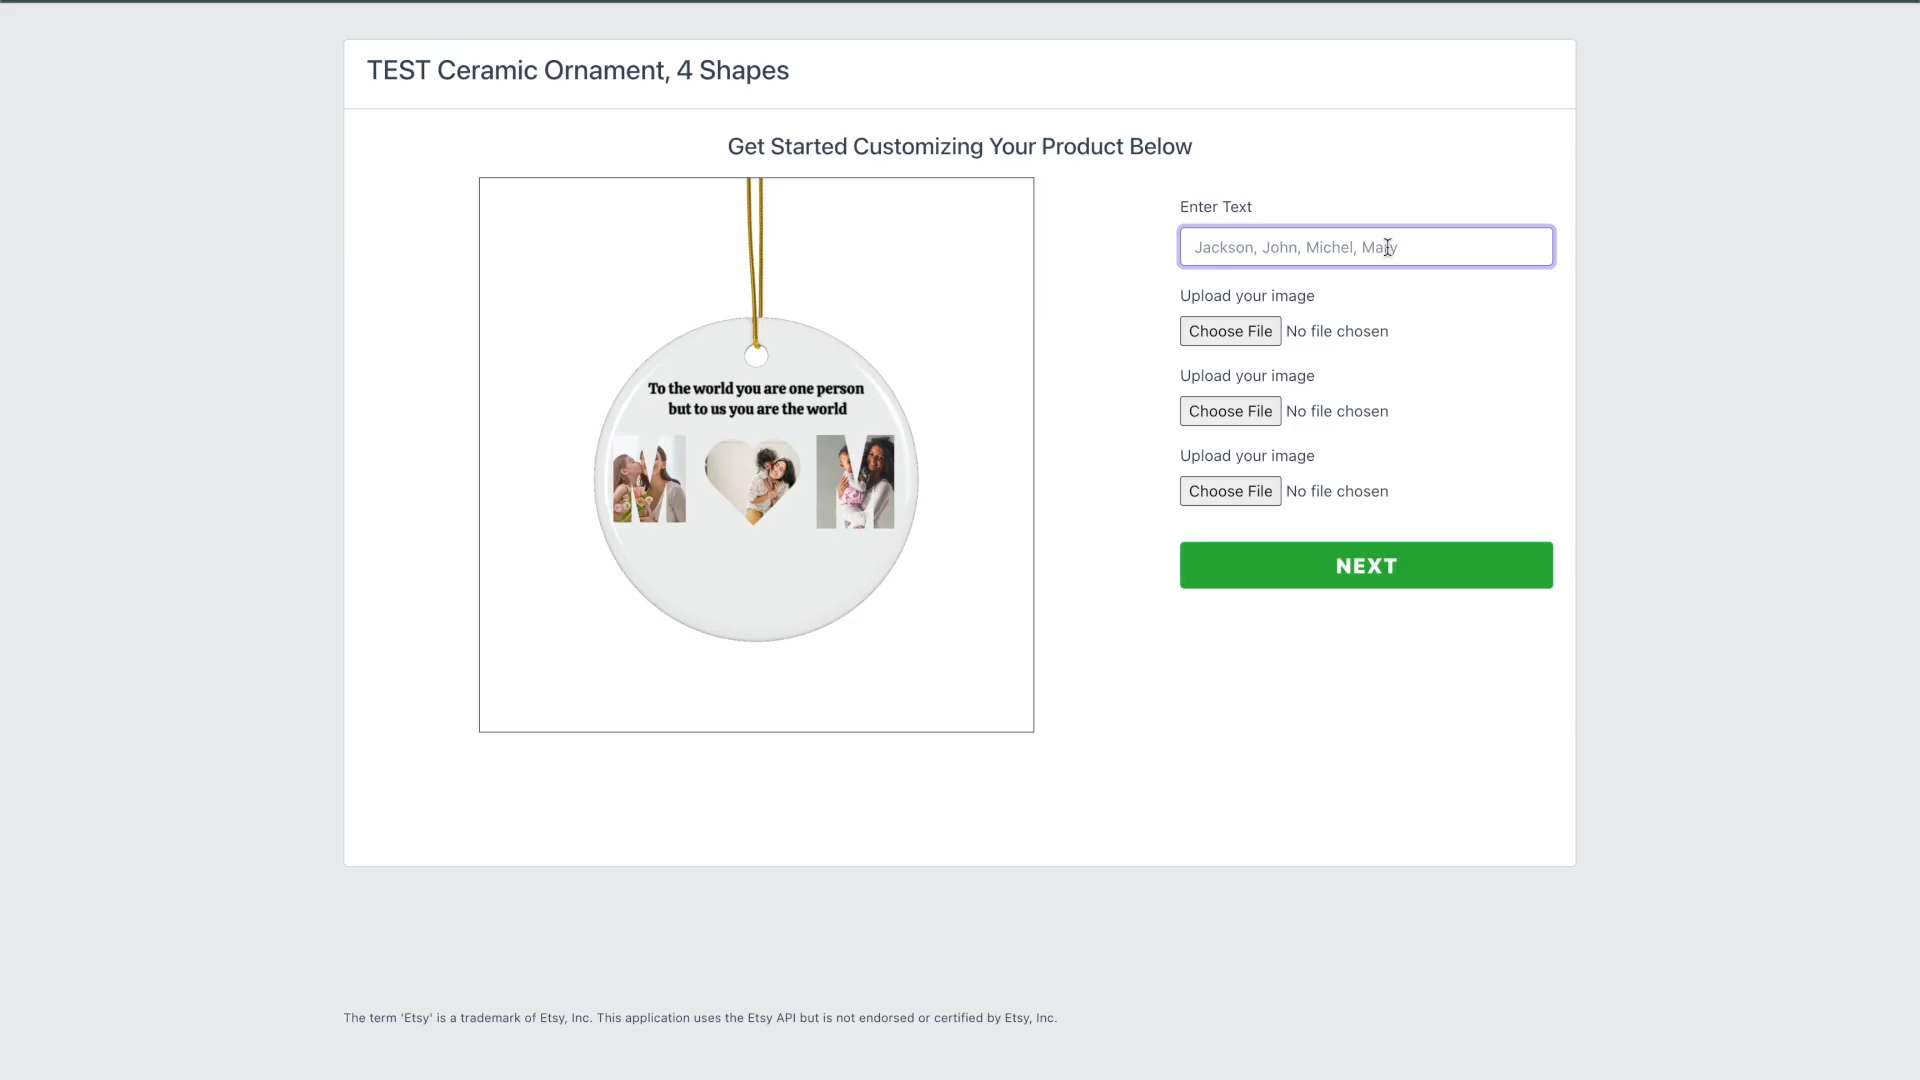 TEST Ceramic Ornament, 4 Shapes
Get Started Customizing Your Product Below
To the world you are one person
but to us you are the world
Enter Text
Jackson, John, Michel, Mary
Upload your image
Choose File No file chosen
Upload your image
Choose File No file chosen
Upload your image
Choose File No file chosen
NEXT
The term 'Etsy' is a trademark of Etsy, Inc. This application uses the Etsy API but is not endorsed or certified by Etsy, Inc.